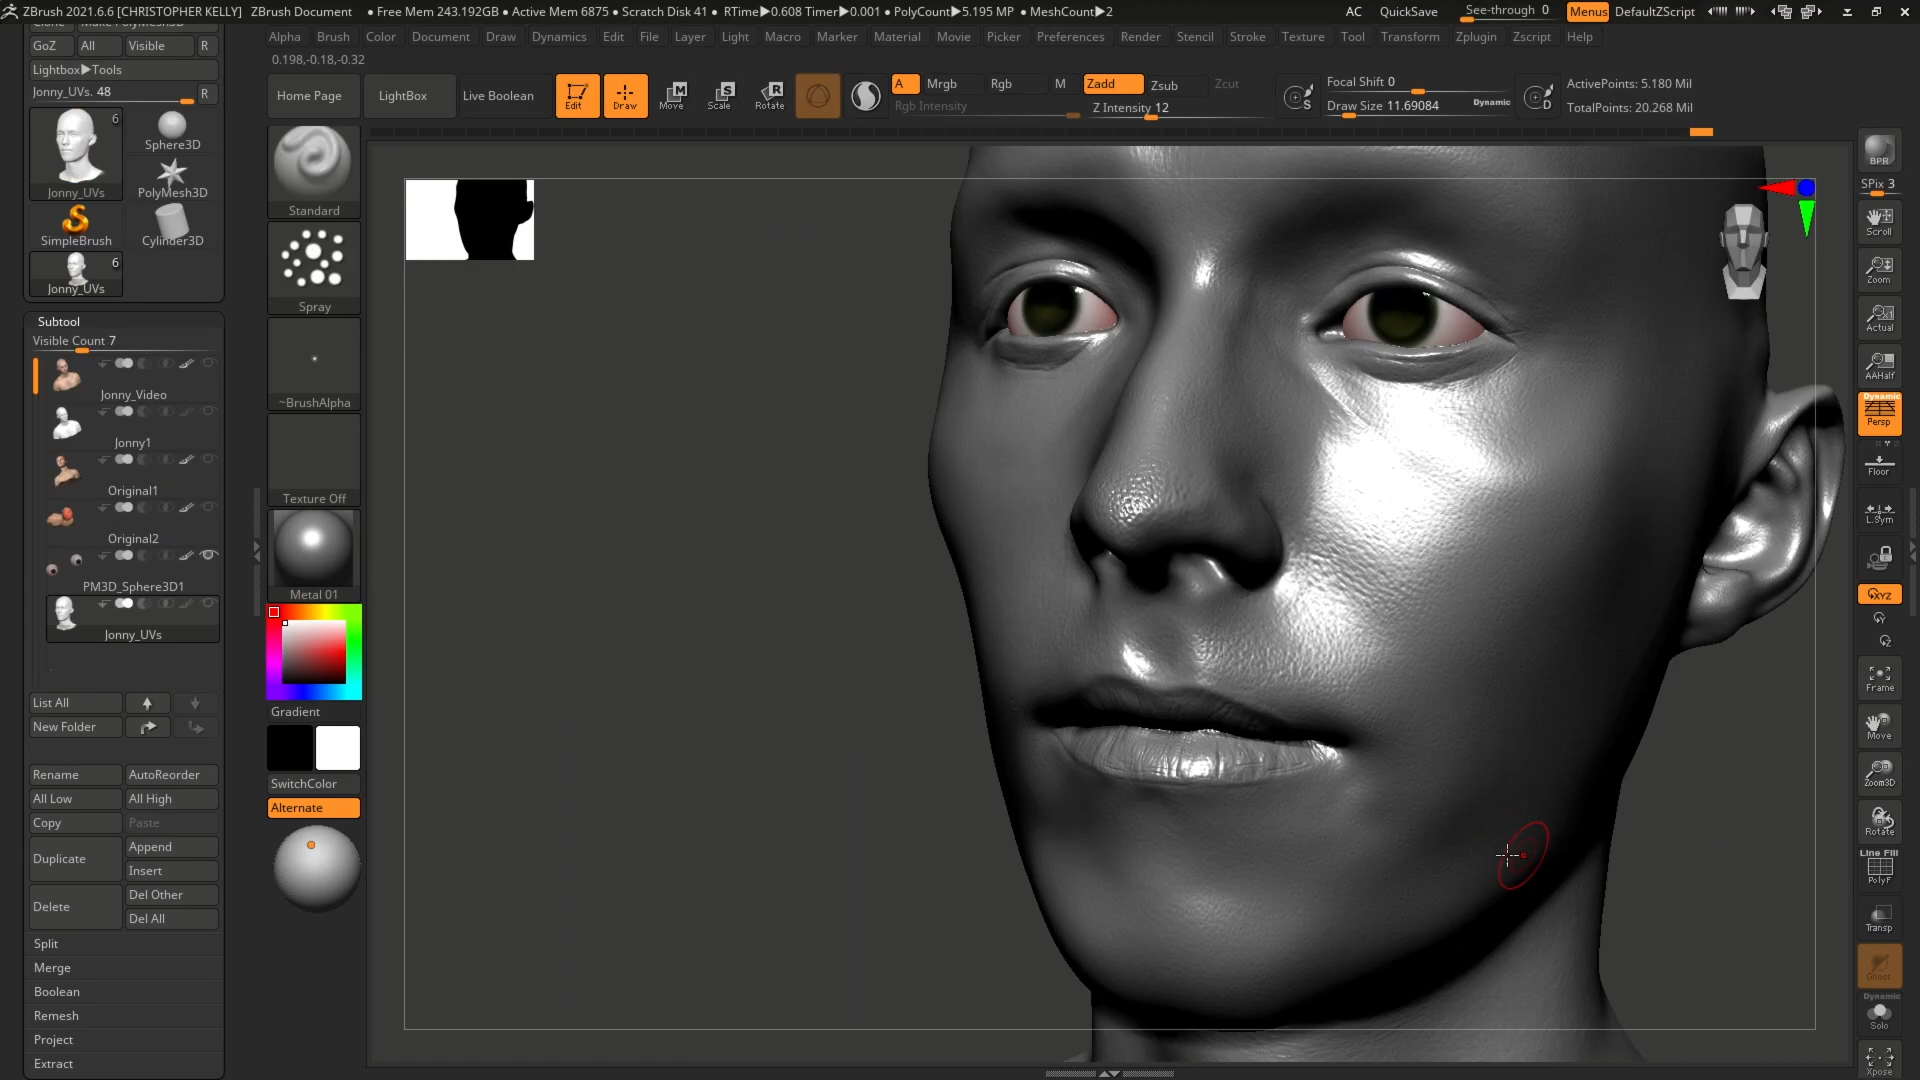 ZBrush 2021.6.6 [CHRISTOPHER KELLY] ZBrush Document ● Free Mem 243.192GB ● Active Mem 6875 ● Scratch Disk 41 ● RTime▶0.608 Timer▶0.001 ● PolyCount▶5.195 MP ● MeshCount▶2 AC QuickSave See-through 0 Menus DefaultZScript
Alpha Brush Color Document Draw Dynamics Edit File Layer Light Macro Marker Material Movie Picker Preferences Render Stencil Stroke Texture Tool Transform Zplugin Zscript Help
GoZ All Visible R
0.198,-0.18,-0.32
Lightbox▶Tools
Jonny_UVs. 48 R
Home Page LightBox Live Boolean Edit Draw Move Scale Rotate
M S R
A Mrgb Rgb M Zadd Zsub Zcut
Rgb Intensity Z Intensity 12
S Focal Shift 0
Draw Size 11.69084 Dynamic
D ActivePoints: 5.180 Mil
TotalPoints: 20.268 Mil
6
Jonny_UVs
Sphere3D
PolyMesh3D
SimpleBrush
Cylinder3D
6
Jonny_UVs
Subtool
Visible Count 7
Jonny_Video
Jonny1
Original1
Original2
PM3D_Sphere3D1
Jonny_UVs
List All
New Folder
Rename AutoReorder
All Low All High
Copy Paste
Duplicate Append
Insert
Delete Del Other
Del All
Split
Merge
Boolean
Remesh
Project
Extract
Standard
Spray
~BrushAlpha
Texture Off
Metal 01
Gradient
SwitchColor
Alternate
BPR
SPix 3
Scroll
Zoom
Actual
AAHalf
Dynamic
Persp
Floor
L.Sym
XYZ
Frame
Move
Zoom3D
Rotate
Line Fill
PolyF
Transp
Ghost
Dynamic
Solo
Xpose